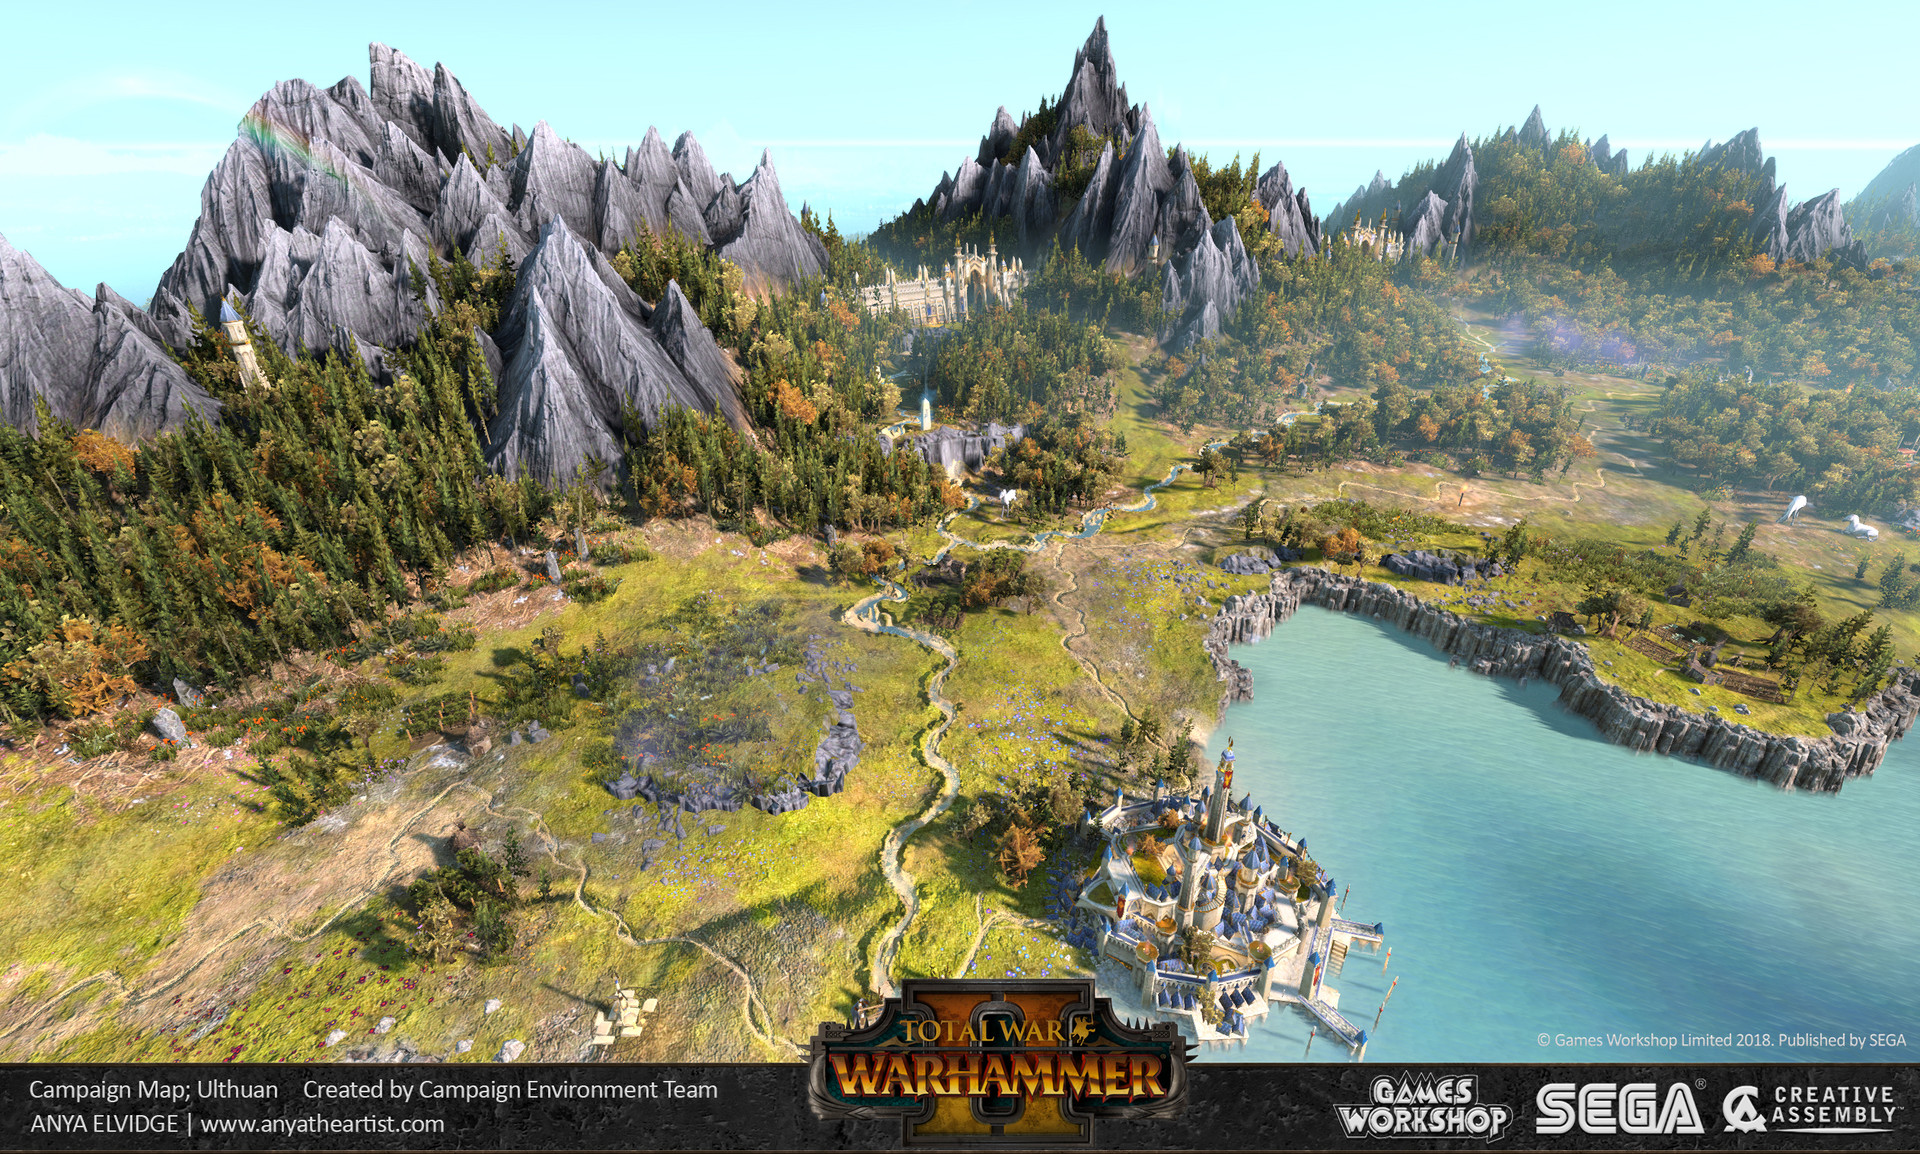 © Games Workshop Limited 2018. Published by SEGA
TOTAL WAR
WARHAMMER
II
Campaign Map; Ulthuan Created by Campaign Environment Team
ANYA ELVIDGE | www.anyatheartist.com
GAMES
WORKSHOP
SEGA®
CREATIVE
ASSEMBLY™